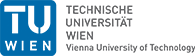 TU
WIEN
TECHNISCHE
UNIVERSITÄT
WIEN
Vienna University of Technology